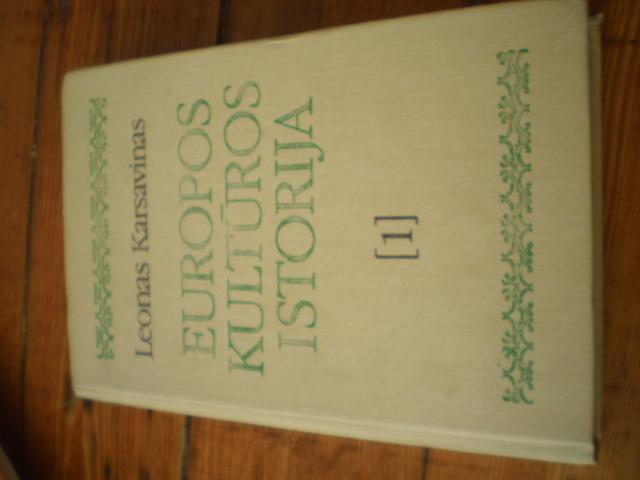 Leonas Karsavinas
EUROPOS
KULTŪROS
ISTORIJA
[1]